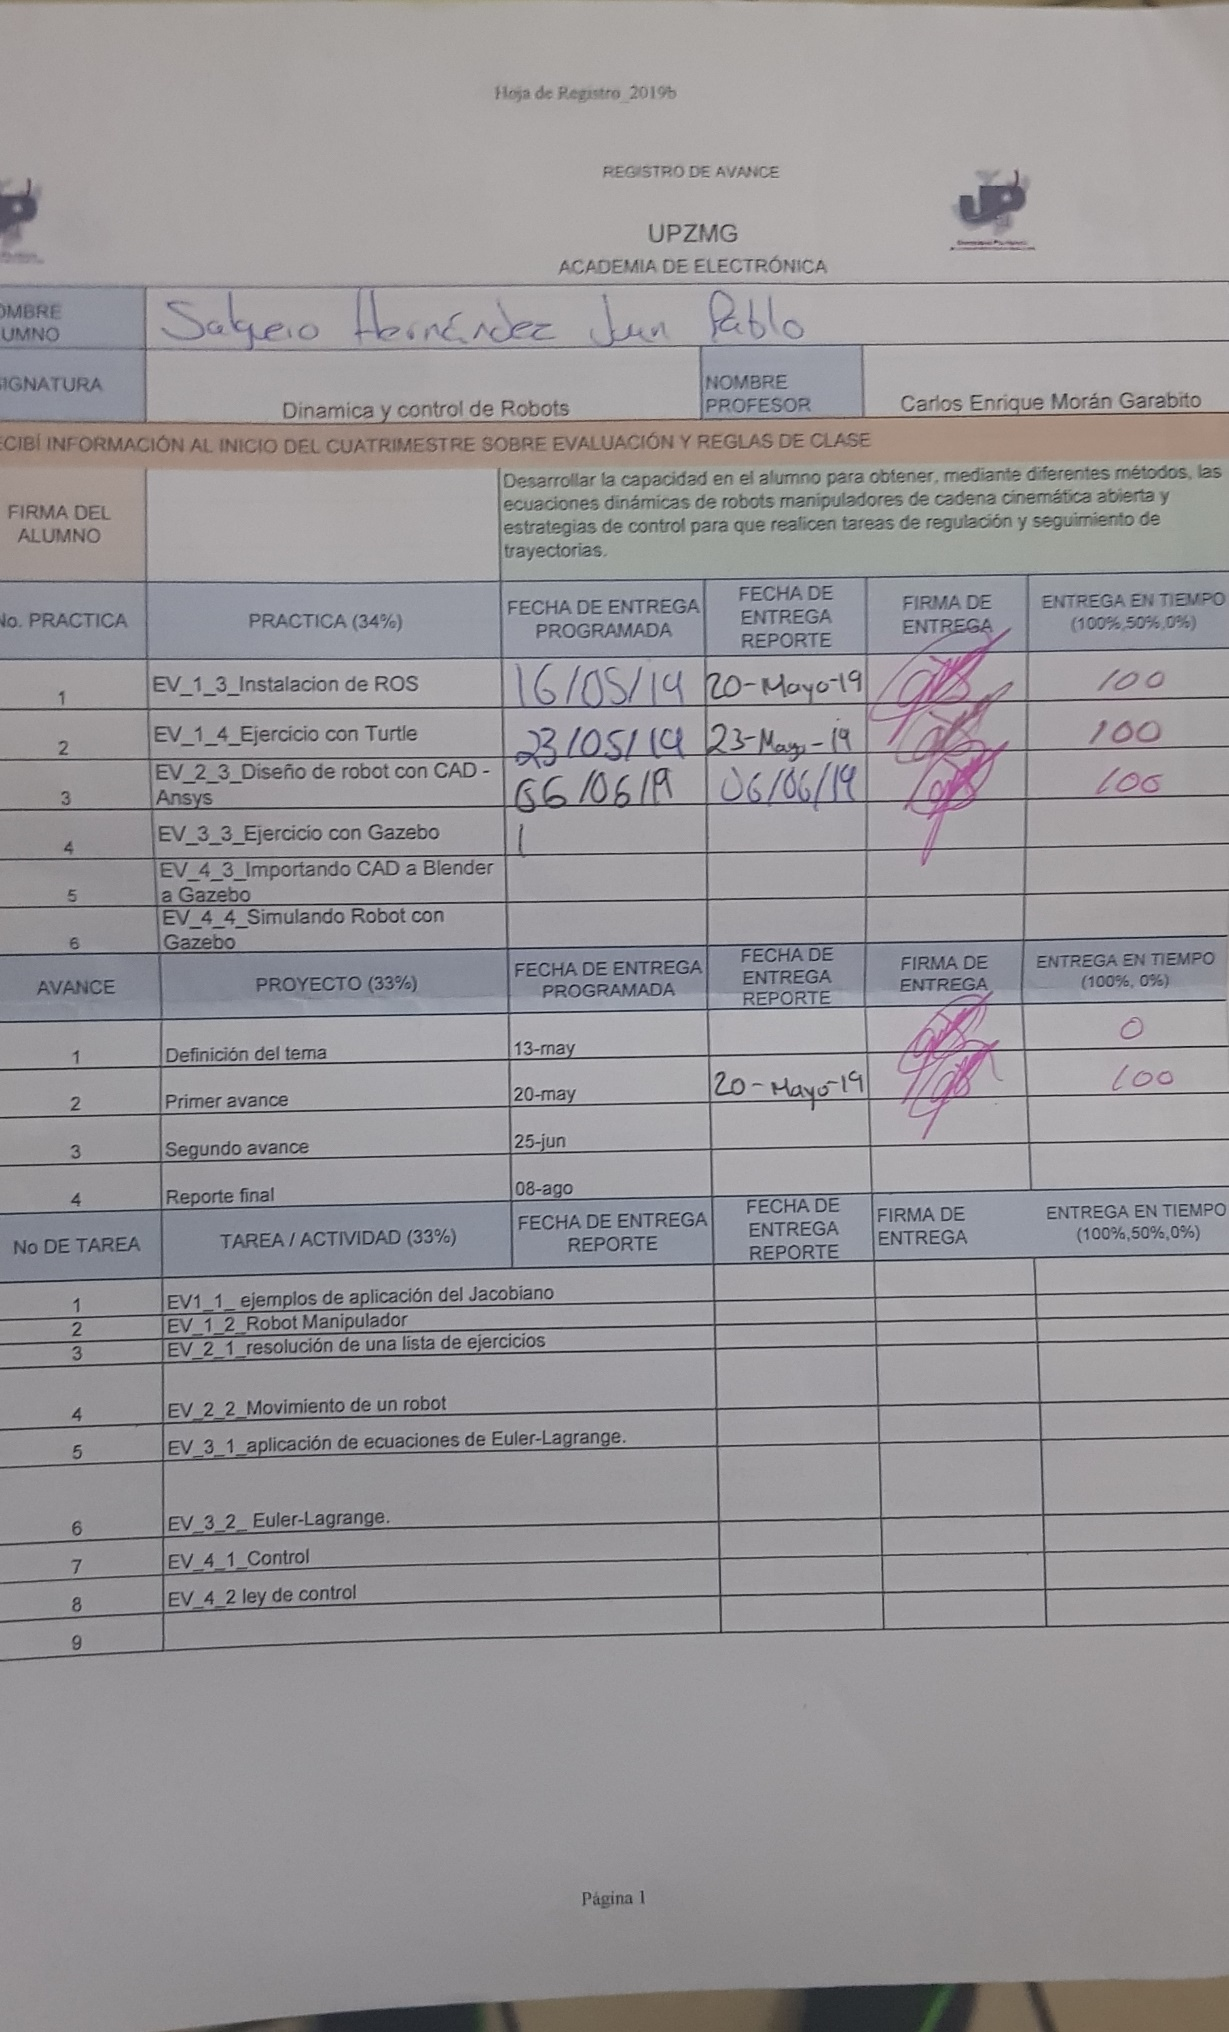 Hoja de Registro_2019b
REGISTRO DE AVANCE
UPZMG
ACADEMIA DE ELECTRÓNICA
OMBRE
UMNO
Salgueio Hernández Juan Pablo
SIGNATURA
Dinamica y control de Robots
NOMBRE
PROFESOR
Carlos Enrique Morán Garabito
ECIBÍ INFORMACIÓN AL INICIO DEL CUATRIMESTRE SOBRE EVALUACIÓN Y REGLAS DE CLASE
FIRMA DEL
ALUMNO
Desarrollar la capacidad en el alumno para obtener, mediante diferentes métodos, las
ecuaciones dinámicas de robots manipuladores de cadena cinemática abierta y
estrategias de control para que realicen tareas de regulación y seguimiento de
trayectorias.
No. PRACTICA
PRACTICA (34%)
FECHA DE ENTREGA
PROGRAMADA
FECHA DE
ENTREGA
REPORTE
FIRMA DE
ENTREGA
ENTREGA EN TIEMPO
(100%,50%,0%)
1 EV_1_3_Instalacion de ROS 16/05/19 20-Mayo-19 100
2 EV_1_4_Ejercicio con Turtle 23/05/19 23-Mayo-19 100
3 EV_2_3_Diseño de robot con CAD -
Ansys 06/06/19 06/06/19 100
4 EV_3_3_Ejercicio con Gazebo
5 EV_4_3_Importando CAD a Blender
a Gazebo
6 EV_4_4_Simulando Robot con
Gazebo
AVANCE
PROYECTO (33%)
FECHA DE ENTREGA
PROGRAMADA
FECHA DE
ENTREGA
REPORTE
FIRMA DE
ENTREGA
ENTREGA EN TIEMPO
(100%, 0%)
1 Definición del tema 13-may 0
2 Primer avance 20-may 20-Mayo-19 100
3 Segundo avance 25-jun
4 Reporte final 08-ago
No DE TAREA
TAREA / ACTIVIDAD (33%)
FECHA DE ENTREGA
REPORTE
FECHA DE
ENTREGA
REPORTE
FIRMA DE
ENTREGA
ENTREGA EN TIEMPO
(100%,50%,0%)
1 EV1_1_ ejemplos de aplicación del Jacobiano
2 EV_1_2_Robot Manipulador
3 EV_2_1_resolución de una lista de ejercicios
4 EV_2_2_Movimiento de un robot
5 EV_3_1_aplicación de ecuaciones de Euler-Lagrange.
6 EV_3_2_ Euler-Lagrange.
7 EV_4_1_Control
8 EV_4_2 ley de control
9
Página 1